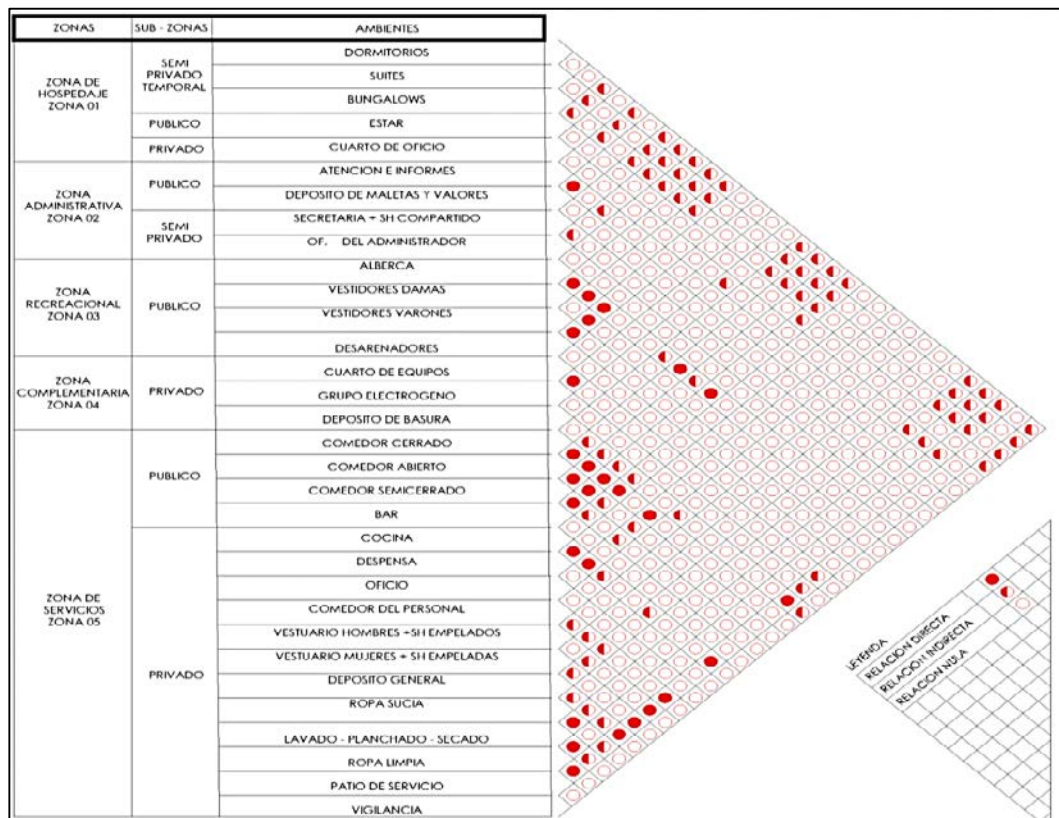 ZONAS SUB - ZONAS AMBIENTES
ZONA DE
HOSPEDAJE
ZONA 01
SEMI
PRIVADO
TEMPORAL
DORMITORIOS
SUITES
BUNGALOWS
PUBLICO
ESTAR
PRIVADO
CUARTO DE OFICIO
ZONA
ADMINISTRATIVA
ZONA 02
PUBLICO
ATENCION E INFORMES
DEPOSITO DE MALETAS Y VALORES
SEMI
PRIVADO
SECRETARIA + SH COMPARTIDO
OF. DEL ADMINISTRADOR
ZONA
RECREACIONAL
ZONA 03
PUBLICO
ALBERCA
VESTIDORES DAMAS
VESTIDORES VARONES
DESARENADORES
ZONA
COMPLEMENTARIA
ZONA 04
PRIVADO
CUARTO DE EQUIPOS
GRUPO ELECTROGENO
DEPOSITO DE BASURA
ZONA DE
SERVICIOS
ZONA 05
PUBLICO
COMEDOR CERRADO
COMEDOR ABIERTO
COMEDOR SEMICERRADO
BAR
PRIVADO
COCINA
DESPENSA
OFICIO
COMEDOR DEL PERSONAL
VESTUARIO HOMBRES +SH EMPELADOS
VESTUARIO MUJERES + SH EMPELADAS
DEPOSITO GENERAL
ROPA SUCIA
LAVADO - PLANCHADO - SECADO
ROPA LIMPIA
PATIO DE SERVICIO
VIGILANCIA
LEYENDA
RELACION DIRECTA
RELACION INDIRECTA
RELACION NULA